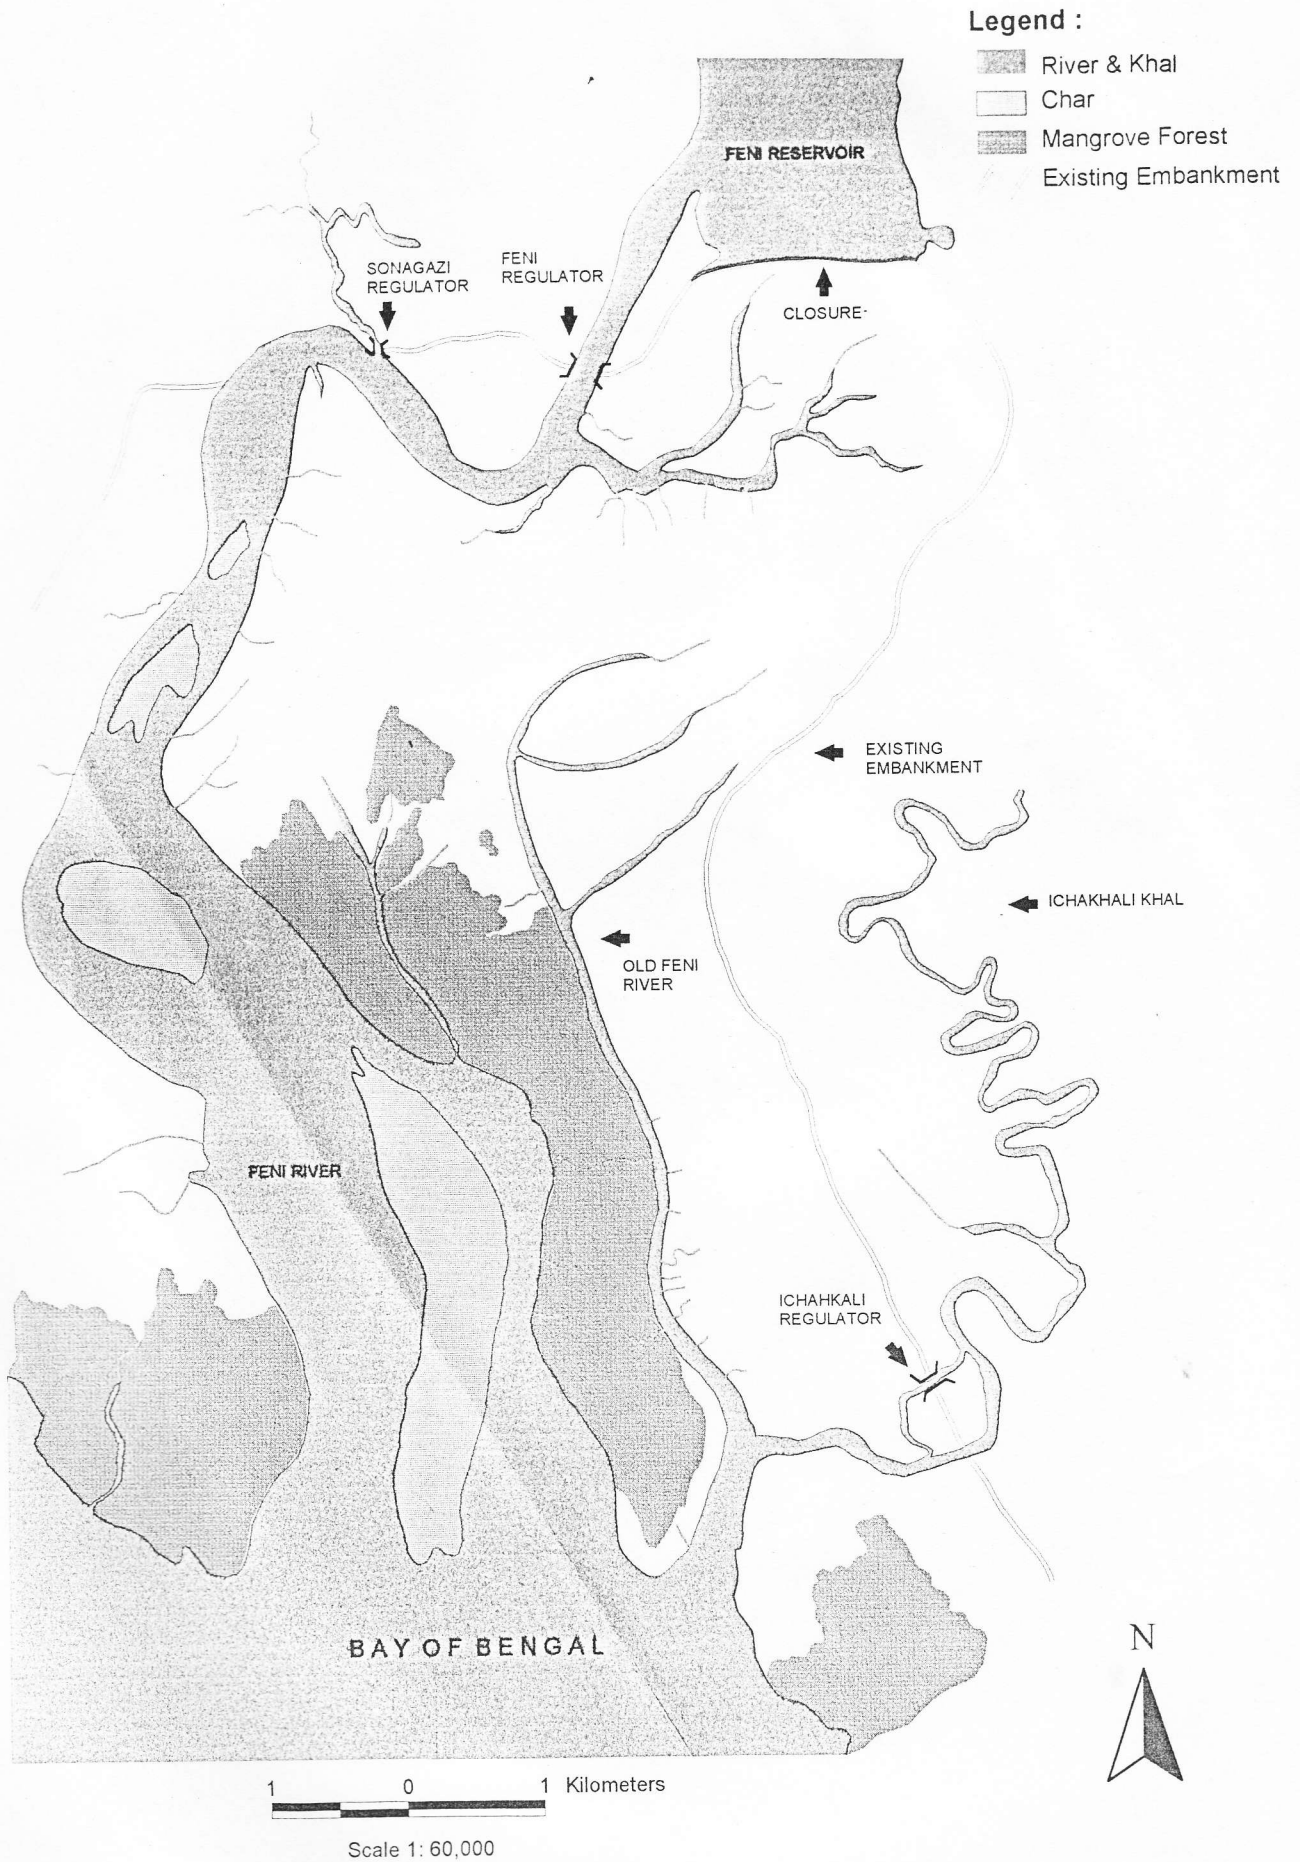 Legend :
River & Khal
Char
Mangrove Forest
Existing Embankment
FENI RESERVOIR
SONAGAZI
REGULATOR
FENI
REGULATOR
CLOSURE-
EXISTING
EMBANKMENT
ICHAKHALI KHAL
OLD FENI
RIVER
FENI RIVER
ICHAHKALI
REGULATOR
BAY OF BENGAL
N
1 0 1 Kilometers
Scale 1: 60,000